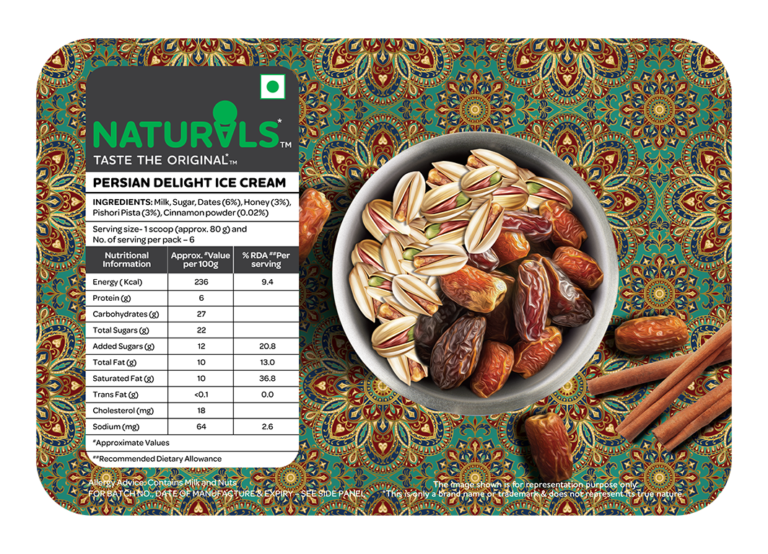 NATURALS*™
TASTE THE ORIGINAL*™
PERSIAN DELIGHT ICE CREAM
INGREDIENTS: Milk, Sugar, Dates (6%), Honey (3%),
Pishori Pista (3%), Cinnamon powder (0.02%)
Serving size- 1 scoop (approx. 80 g) and
No. of serving per pack – 6
Nutritional Information Approx. #Value per 100g % RDA ##Per serving
Energy ( Kcal) 236 9.4
Protein (g) 6
Carbohydrates (g) 27
Total Sugars (g) 22
Added Sugars (g) 12 20.8
Total Fat (g) 10 13.0
Saturated Fat (g) 10 36.8
Trans Fat (g) <0.1 0.0
Cholesterol (mg) 18
Sodium (mg) 64 2.6
#Approximate Values
##Recommended Dietary Allowance
Allergy Advice: Contains Milk and Nuts
FOR BATCH NO., DATE OF MANUFACTURE & EXPIRY – SEE SIDE PANEL
The image shown is for representation purpose only
*This is only a brand name or trademark & does not represent its true nature.